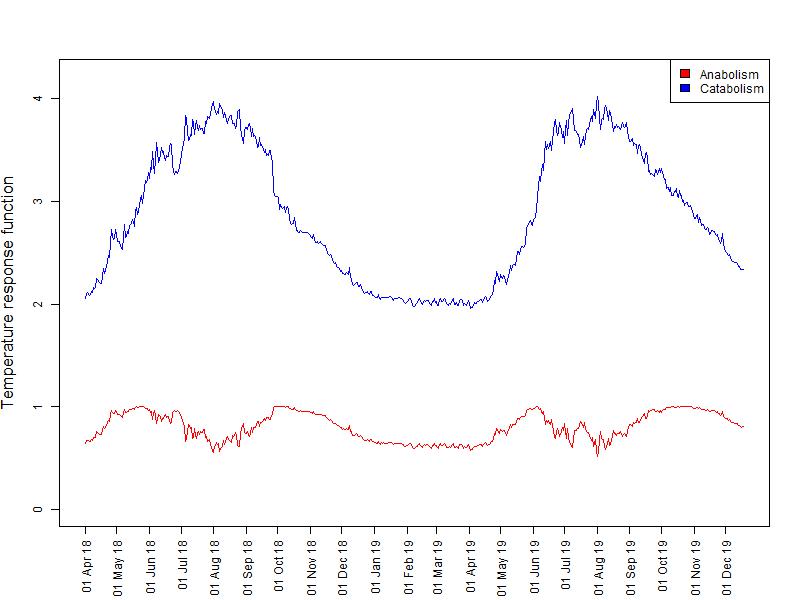 Anabolism
Catabolism
Temperature response function
4
3
2
1
0
01 Apr 18
01 May 18
01 Jun 18
01 Jul 18
01 Aug 18
01 Sep 18
01 Oct 18
01 Nov 18
01 Dec 18
01 Jan 19
01 Feb 19
01 Mar 19
01 Apr 19
01 May 19
01 Jun 19
01 Jul 19
01 Aug 19
01 Sep 19
01 Oct 19
01 Nov 19
01 Dec 19